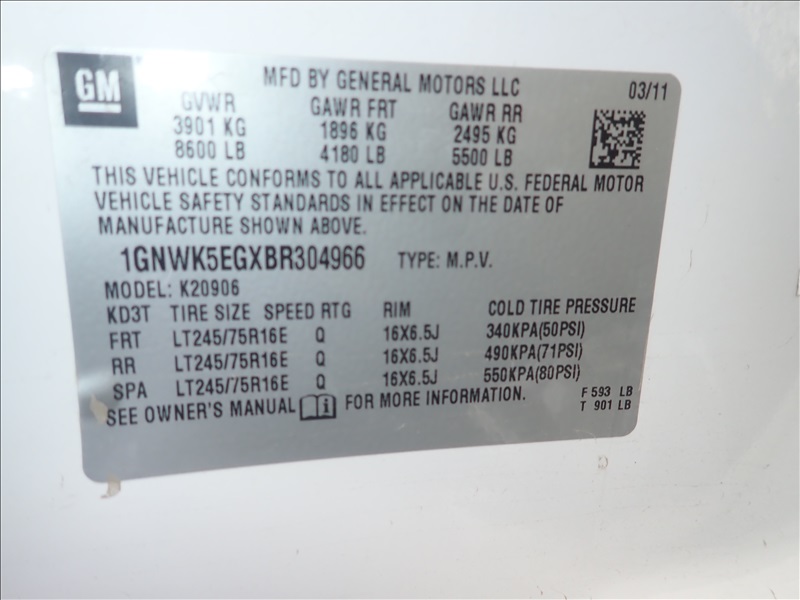 GM
MFD BY GENERAL MOTORS LLC 03/11
GVWR GAWR FRT GAWR RR
3901 KG 1896 KG 2495 KG
8600 LB 4180 LB 5500 LB
THIS VEHICLE CONFORMS TO ALL APPLICABLE U.S. FEDERAL MOTOR
VEHICLE SAFETY STANDARDS IN EFFECT ON THE DATE OF
MANUFACTURE SHOWN ABOVE.
1GNWK5EGXBR304966 TYPE: M.P.V.
MODEL: K20906
KD3T TIRE SIZE SPEED RTG RIM COLD TIRE PRESSURE
FRT LT245/75R16E Q 16X6.5J 340KPA(50PSI)
RR LT245/75R16E Q 16X6.5J 490KPA(71PSI)
SPA LT245/75R16E Q 16X6.5J 550KPA(80PSI)
SEE OWNER'S MANUAL i FOR MORE INFORMATION. F 593 LB
T 901 LB